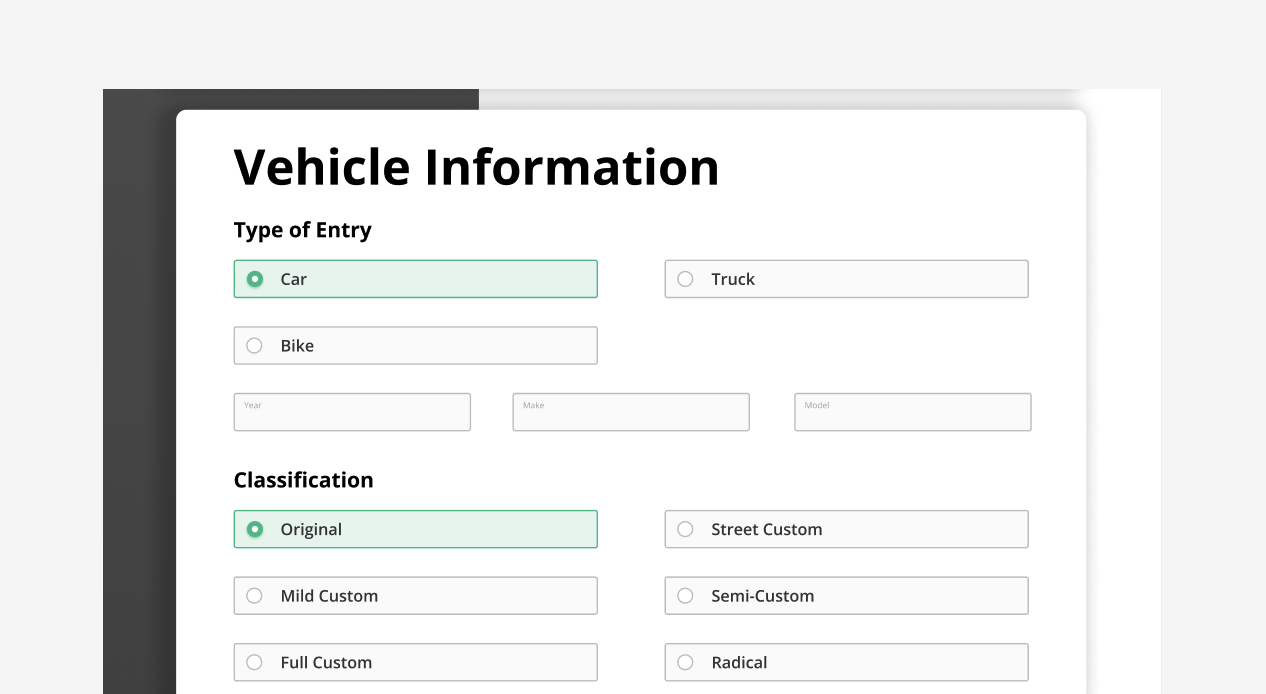 Vehicle Information
Type of Entry
Car
Truck
Bike
Year
Make
Model
Classification
Original
Street Custom
Mild Custom
Semi-Custom
Full Custom
Radical